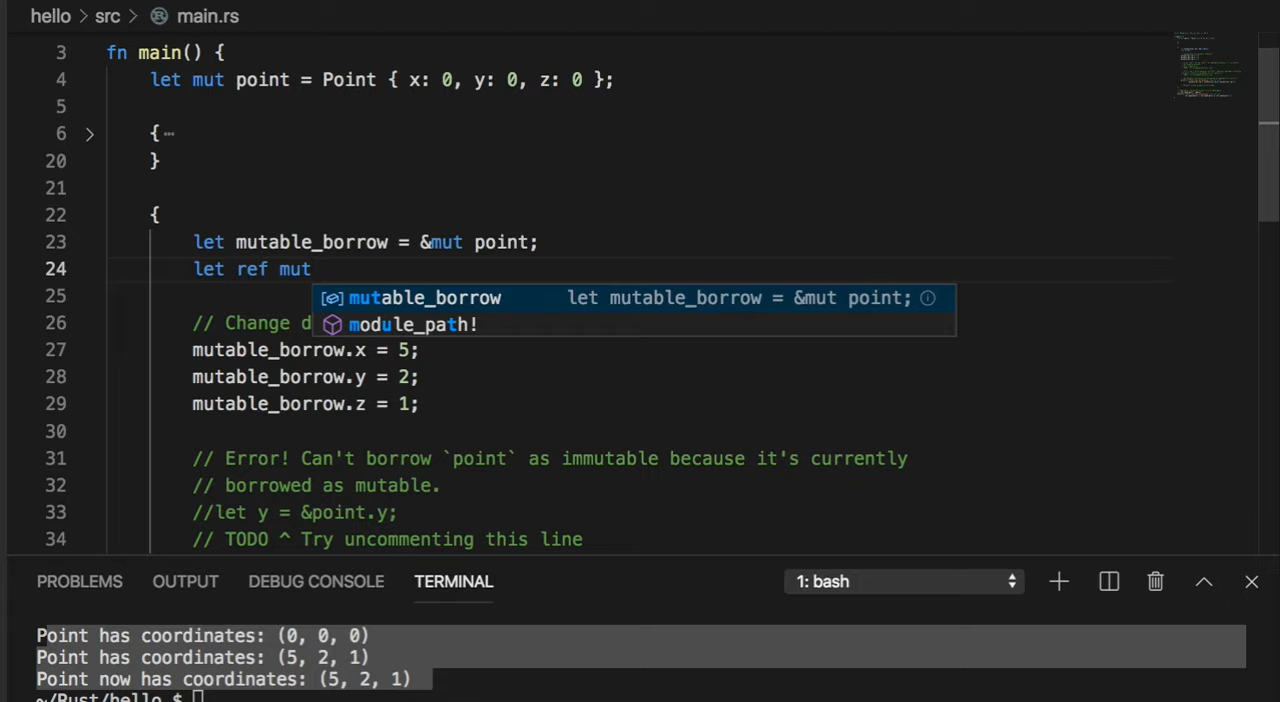 hello > src > main.rs
3 fn main() {
4 let mut point = Point { x: 0, y: 0, z: 0 };
5
6 > {⋯
20 }
21
22 {
23 let mutable_borrow = &mut point;
24 let ref mut
25 mutable_borrow let mutable_borrow = &mut point;
26 // Change d
module_path!
27 mutable_borrow.x = 5;
28 mutable_borrow.y = 2;
29 mutable_borrow.z = 1;
30
31 // Error! Can't borrow `point` as immutable because it's currently
32 // borrowed as mutable.
33 //let y = &point.y;
34 // TODO ^ Try uncommenting this line
PROBLEMS OUTPUT DEBUG CONSOLE TERMINAL 1: bash
Point has coordinates: (0, 0, 0)
Point has coordinates: (5, 2, 1)
Point now has coordinates: (5, 2, 1)
~/Rust/hello $